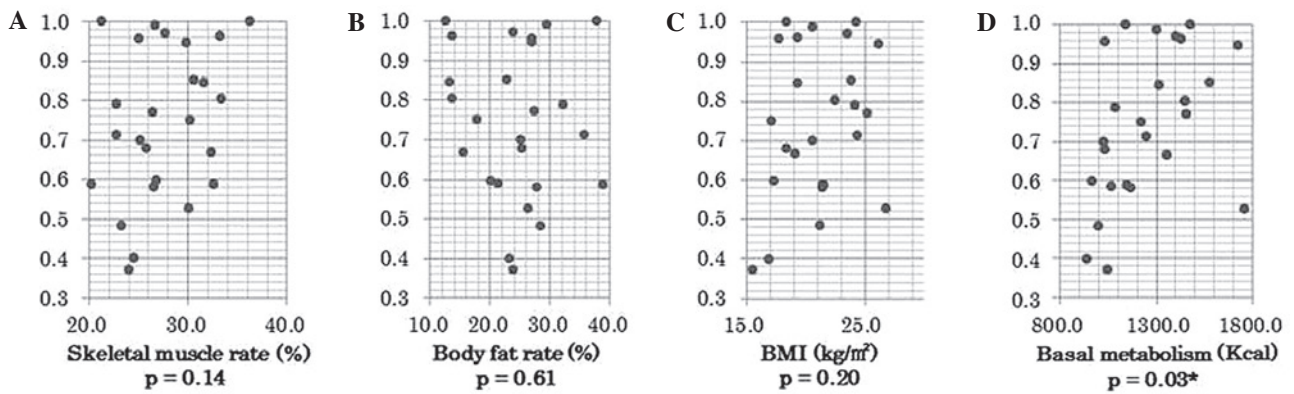 A
1.0
0.9
0.8
0.7
0.6
0.5
0.4
0.3
20.0 30.0 40.0
Skeletal muscle rate (%)
p = 0.14
B
1.0
0.9
0.8
0.7
0.6
0.5
0.4
0.3
10.0 20.0 30.0 40.0
Body fat rate (%)
p = 0.61
C
1.0
0.9
0.8
0.7
0.6
0.5
0.4
0.3
15.0 25.0
BMI (kg/㎡)
p = 0.20
D
1.0
0.9
0.8
0.7
0.6
0.5
0.4
0.3
800.0 1300.0 1800.0
Basal metabolism (Kcal)
p = 0.03*